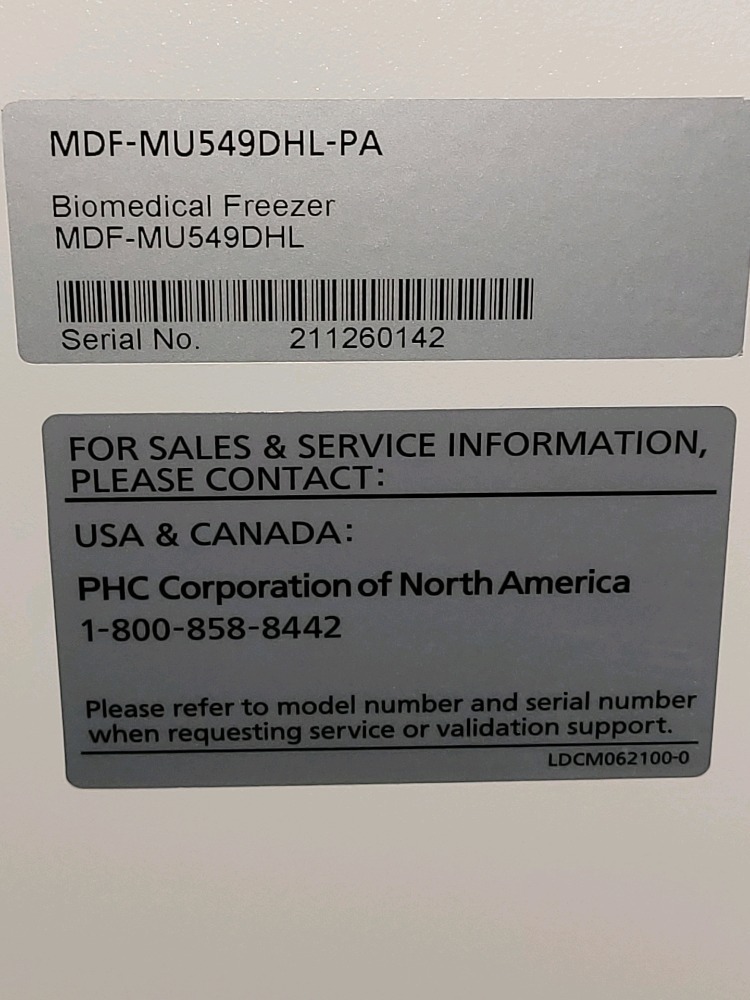 MDF-MU549DHL-PA
Biomedical Freezer
MDF-MU549DHL
Serial No. 211260142
FOR SALES & SERVICE INFORMATION,
PLEASE CONTACT:
USA & CANADA:
PHC Corporation of North America
1-800-858-8442
Please refer to model number and serial number
when requesting service or validation support.
LDCM062100-0